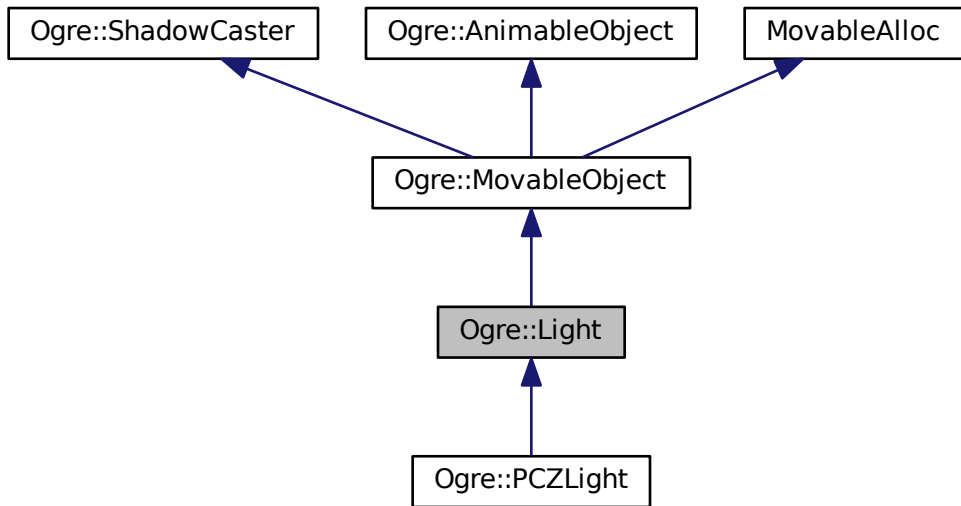 Ogre::ShadowCaster
Ogre::AnimableObject
MovableAlloc
Ogre::MovableObject
Ogre::Light
Ogre::PCZLight